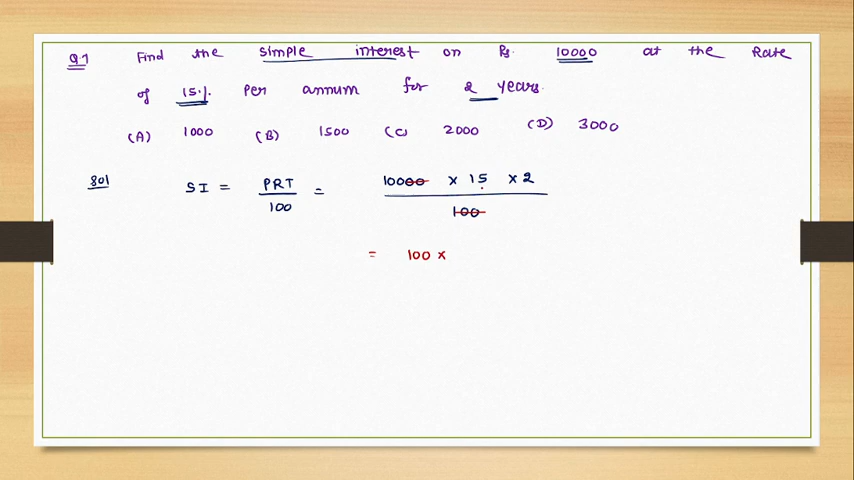 Q1 Find the simple interest on Rs. 10000 at the Rate
of 15% Per annum for 2 years.
(A) 1000 (B) 1500 (C) 2000 (D) 3000
Sol SI = PRT / 100 = 10000 × 15 × 2 / 100
= 100 ×